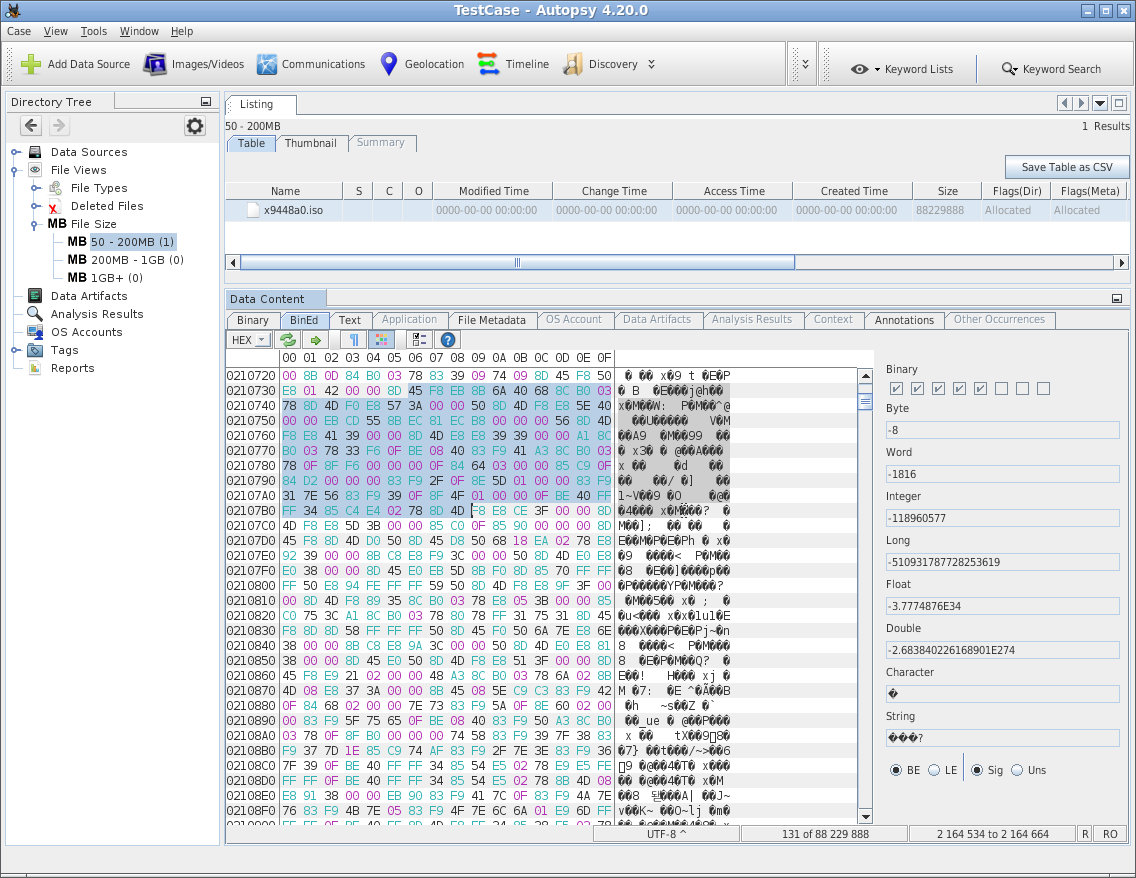 TestCase - Autopsy 4.20.0
Case View Tools Window Help
Add Data Source Images/Videos Communications Geolocation Timeline Discovery Keyword Lists Keyword Search
Directory Tree
Data Sources
File Views
File Types
Deleted Files
MB File Size
MB 50 - 200MB (1)
MB 200MB - 1GB (0)
MB 1GB+ (0)
Data Artifacts
Analysis Results
OS Accounts
Tags
Reports
Listing
50 - 200MB 1 Results
Table Thumbnail Summary
Save Table as CSV
Name S C O Modified Time Change Time Access Time Created Time Size Flags(Dir) Flags(Meta)
x9448a0.iso 0000-00-00 00:00:00 0000-00-00 00:00:00 0000-00-00 00:00:00 0000-00-00 00:00:00 88229888 Allocated Allocated
Data Content
Binary BinEd Text Application File Metadata OS Account Data Artifacts Analysis Results Context Annotations Other Occurrences
HEX
00 01 02 03 04 05 06 07 08 09 0A 0B 0C 0D 0E 0F
0210720 00 8B 0D 84 B0 03 78 83 39 09 74 09 8D 45 F8 50
0210730 E8 01 42 00 00 8D 45 F8 EB 8B 6A 40 68 8C B0 03
0210740 78 8D 4D F0 E8 57 3A 00 00 50 8D 4D F8 E8 5E 40
0210750 00 00 EB CD 55 8B EC 81 EC B8 00 00 00 56 8D 4D
0210760 F8 E8 41 39 00 00 8D 4D E8 E8 39 39 00 00 A1 8C
0210770 B0 03 78 33 F6 0F BE 08 40 83 F9 41 A3 8C B0 03
0210780 78 0F 8F F6 00 00 00 0F 84 64 03 00 00 85 C9 0F
0210790 84 D2 00 00 00 83 F9 2F 0F 8E 5D 01 00 00 83 F9
02107A0 31 7E 56 83 F9 39 0F 8F 4F 01 00 00 0F BE 40 FF
02107B0 FF 34 85 C4 E4 02 78 8D 4D F8 E8 CE 3F 00 00 8D
02107C0 4D F8 E8 5D 3B 00 00 85 C0 0F 85 90 00 00 00 8D
02107D0 45 F8 8D 4D D0 50 8D 45 D8 50 68 18 EA 02 78 E8
02107E0 92 39 00 00 8B C8 E8 F9 3C 00 00 50 8D 4D E0 E8
02107F0 E0 38 00 00 8D 45 E0 EB 5D 8B F0 8D 85 70 FF FF
0210800 FF 50 E8 94 FE FF FF 59 50 8D 4D F8 E8 9F 3F 00
0210810 00 8D 4D F8 89 35 8C B0 03 78 E8 05 3B 00 00 85
0210820 C0 75 3C A1 8C B0 03 78 80 78 FF 31 75 31 8D 45
0210830 F8 8D 8D 58 FF FF FF 50 8D 45 F0 50 6A 7E E8 6E
0210840 38 00 00 8B C8 E8 9A 3C 00 00 50 8D 4D E0 E8 81
0210850 38 00 00 8D 45 E0 50 8D 4D F8 E8 51 3F 00 00 8D
0210860 45 F8 E9 21 02 00 00 48 A3 8C B0 03 78 6A 02 8B
0210870 4D 08 E8 37 3A 00 00 8B 45 08 5E C9 C3 83 F9 42
0210880 0F 84 68 02 00 00 7E 73 83 F9 5A 0F 8E 60 02 00
0210890 00 83 F9 5F 75 65 0F BE 08 40 83 F9 50 A3 8C B0
02108A0 03 78 0F 8F B0 00 00 00 74 58 83 F9 39 7F 38 83
02108B0 F9 37 7D 1E 85 C9 74 AF 83 F9 2F 7E 3E 83 F9 36
02108C0 7F 39 0F BE 40 FF FF 34 85 54 E5 02 78 E9 E5 FE
02108D0 FF FF 0F BE 40 FF FF 34 85 54 E5 02 78 8B 4D 08
02108E0 E8 91 38 00 00 EB 90 83 F9 41 7C 0F 83 F9 4A 7E
02108F0 76 83 F9 4B 7E 05 83 F9 4F 7E 6C 6A 01 E9 6D FF
Binary
Byte
-8
Word
-1816
Integer
-118960577
Long
-510931787728253619
Float
-3.7774876E34
Double
-2.683840226168901E274
Character
�
String
���?
BE LE Sig Uns
UTF-8 ^ 131 of 88 229 888 2 164 534 to 2 164 664 R RO